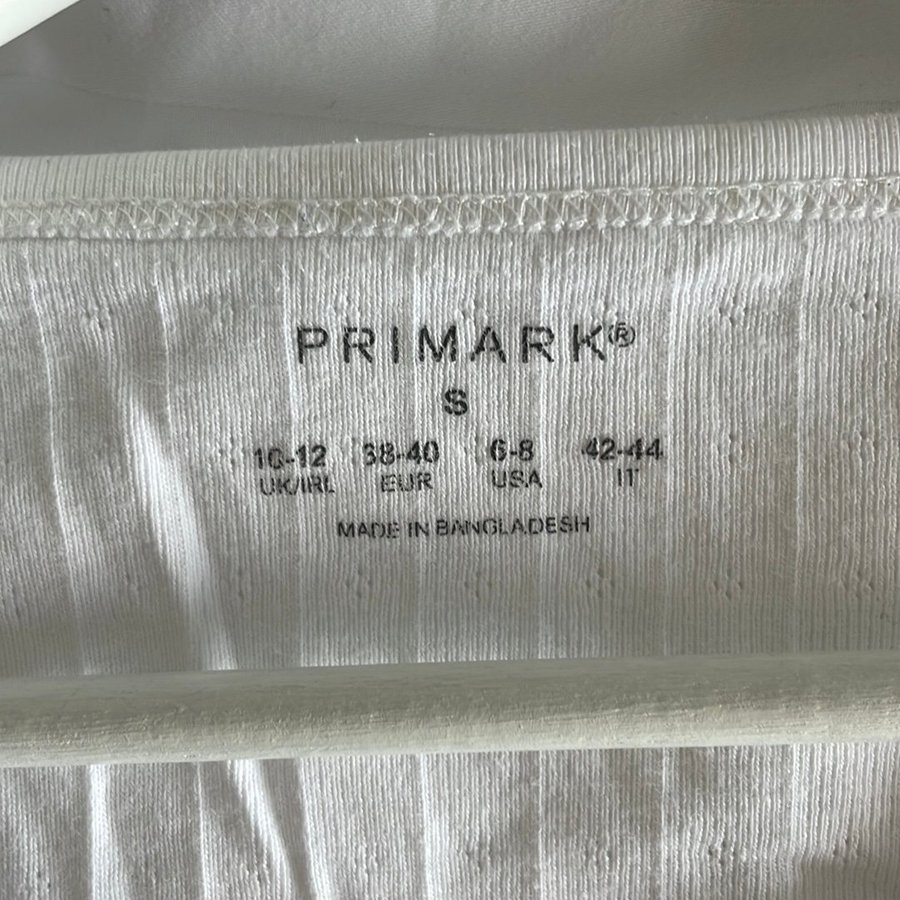 PRIMARK®
S
10-12 38-40 6-8 42-44
UK/IRL EUR USA IT
MADE IN BANGLADESH